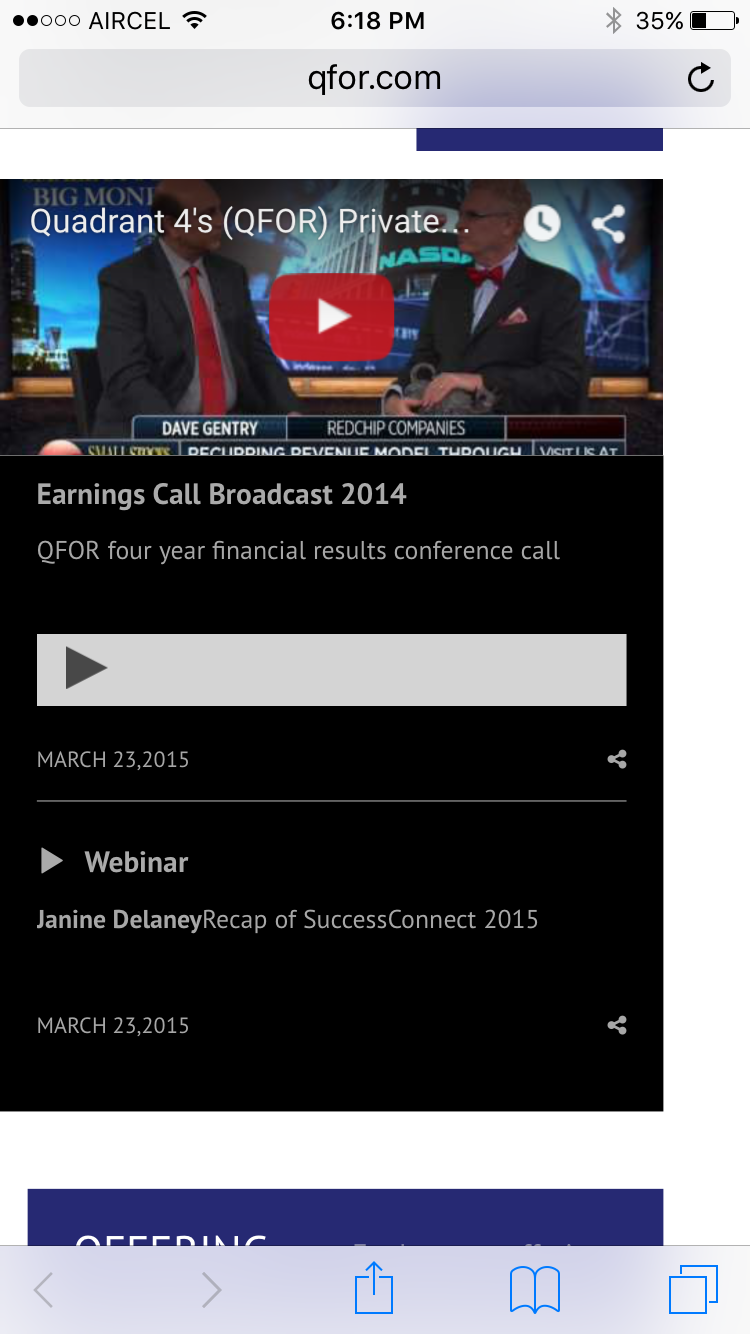 AIRCEL 6:18 PM 35%
qfor.com
BIG MONE
Quadrant 4's (QFOR) Private...
NASDA
DAVE GENTRY REDCHIP COMPANIES
SMALL STOCKS RECURRING REVENUE MODEL THROUGH VISIT US AT
Earnings Call Broadcast 2014
QFOR four year financial results conference call
MARCH 23,2015
Webinar
Janine DelaneyRecap of SuccessConnect 2015
MARCH 23,2015
OFFERING